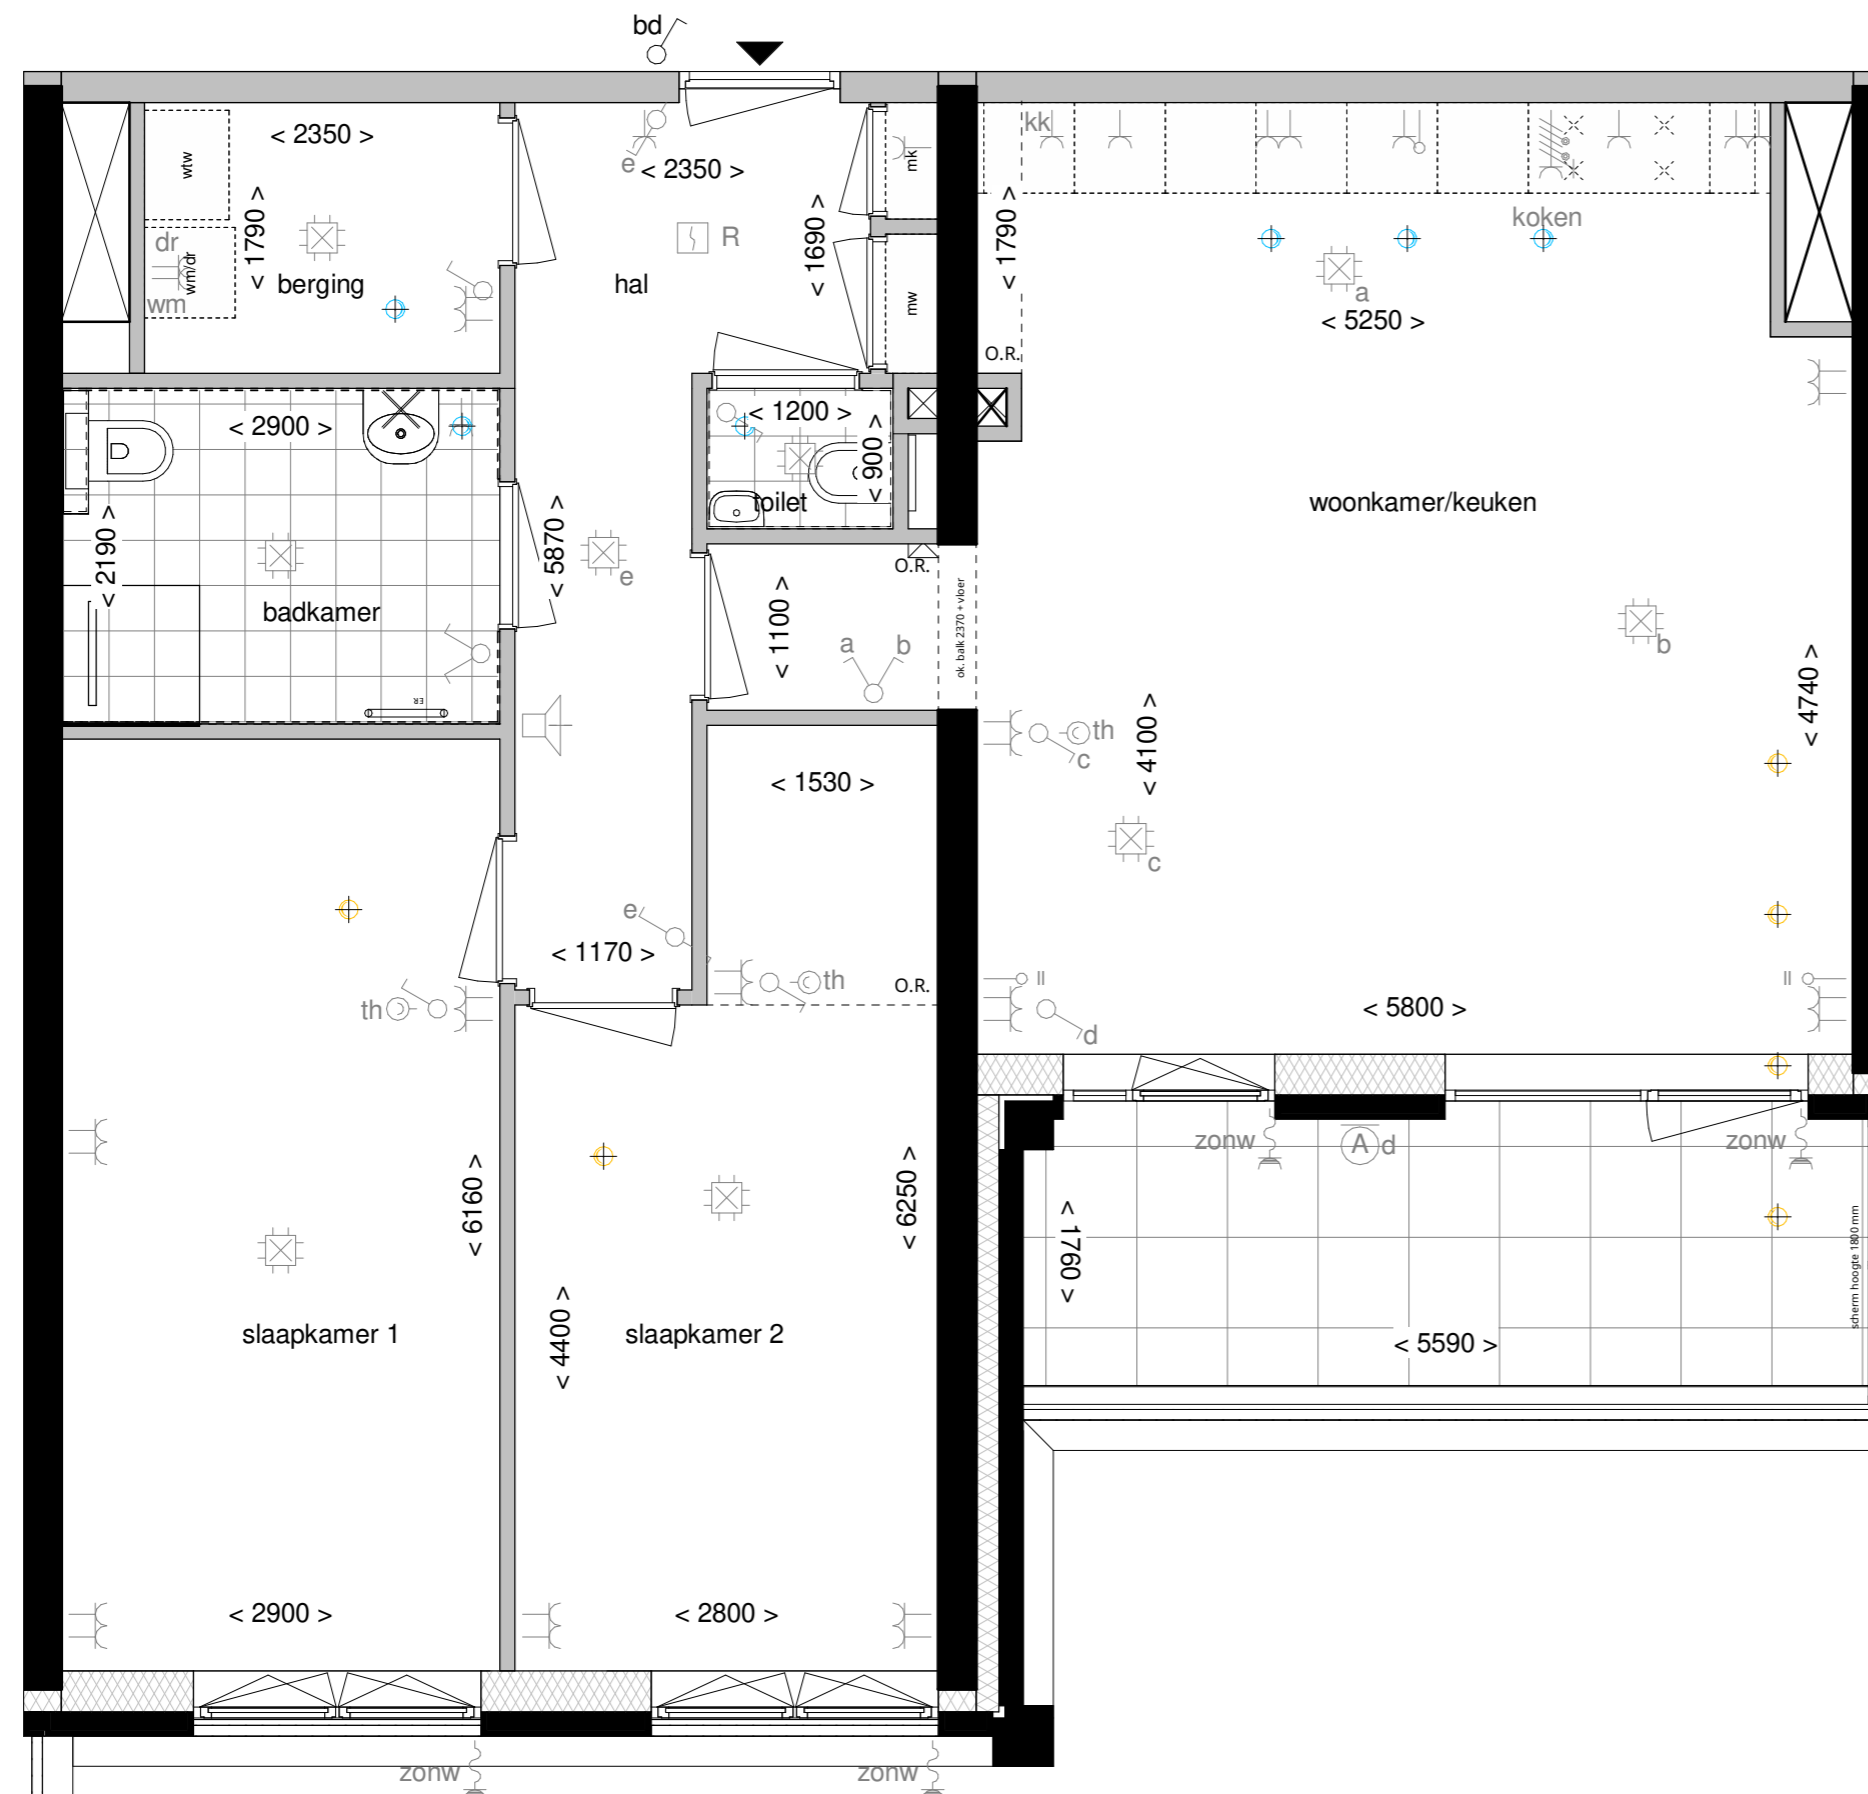 bd
< 2350 >
wtw
< 1790 >
dr
wm/dr
wm
berging
e
< 2350 >
R
hal
< 1690 >
mk
mw
kk
< 1790 >
koken
a
< 5250 >
O.R.
< 2900 >
< 2190 >
badkamer
ER
< 5870 >
e
< 1200 >
< 900 >
toilet
O.R.
< 1100 >
a
b
ok. balk 2370 + vloer
woonkamer/keuken
b
< 4740 >
th
c
< 4100 >
c
< 1530 >
e
< 1170 >
th
O.R.
th
< 5800 >
d
zonw
A
d
zonw
< 6160 >
< 6250 >
< 1760 >
scherm hoogte 1800 mm
slaapkamer 1
< 4400 >
slaapkamer 2
< 5590 >
< 2900 >
< 2800 >
zonw
zonw